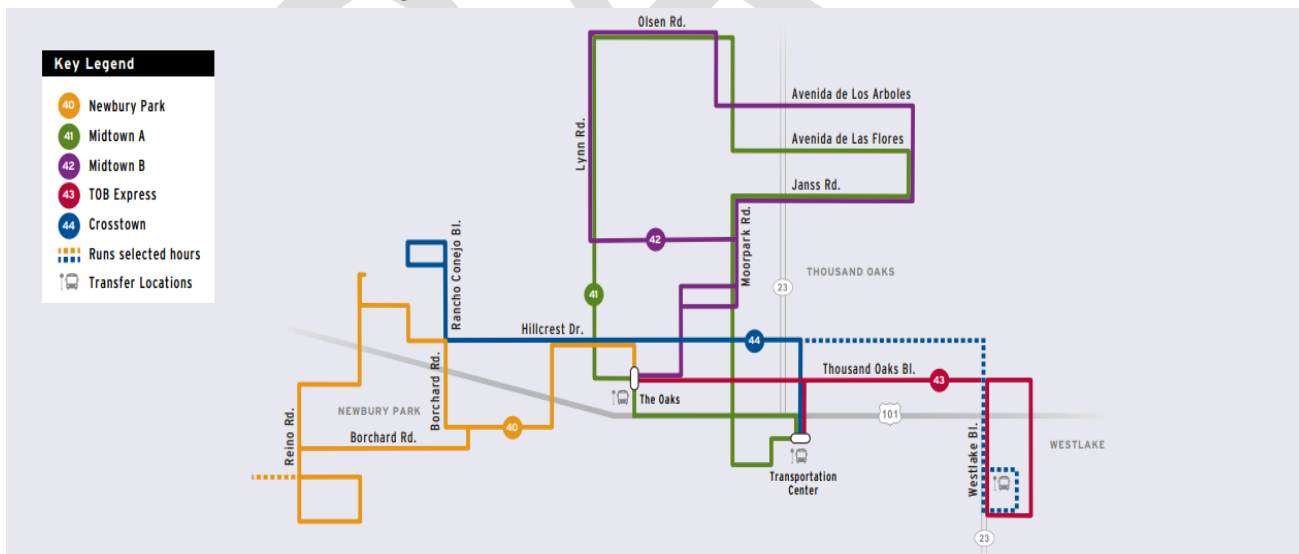 Key Legend
40 Newbury Park
41 Midtown A
42 Midtown B
43 TOB Express
44 Crosstown
Runs selected hours
Transfer Locations
Olsen Rd.
Avenida de Los Arboles
Avenida de Las Flores
Lynn Rd.
Janss Rd.
42
Moorpark Rd.
Rancho Conejo Bl.
THOUSAND OAKS
23
41
Hillcrest Dr.
44
Thousand Oaks Bl.
43
The Oaks
Borchard Rd.
NEWBURY PARK
101
40
Reino Rd.
Borchard Rd.
WESTLAKE
Westlake Bl.
Transportation
Center
23